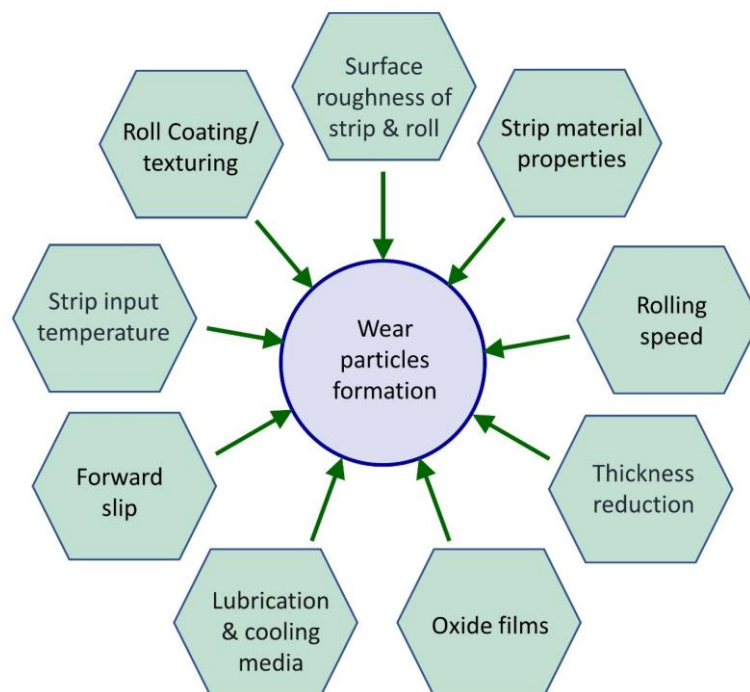 Surface
roughness of
strip & roll
Strip material
properties
Rolling
speed
Thickness
reduction
Oxide films
Lubrication
& cooling
media
Forward
slip
Strip input
temperature
Roll Coating/
texturing
Wear
particles
formation